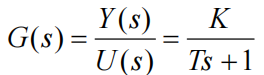 G(s) = Y(s)/U(s) = K/(Ts + 1)